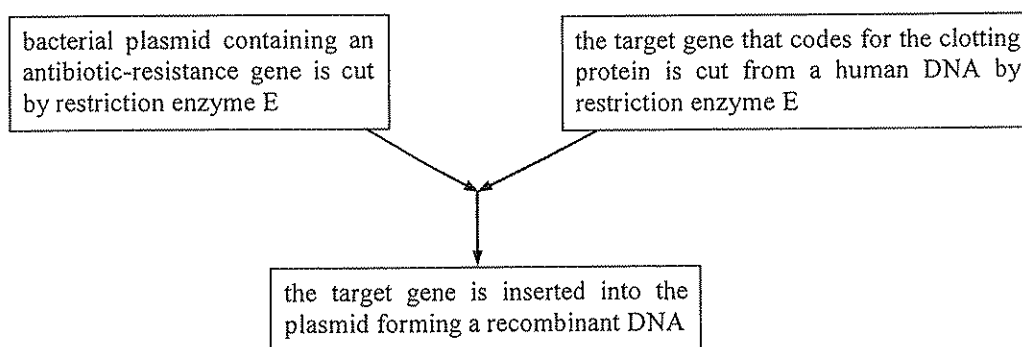 bacterial plasmid containing an
antibiotic-resistance gene is cut
by restriction enzyme E
the target gene that codes for the clotting
protein is cut from a human DNA by
restriction enzyme E
the target gene is inserted into the
plasmid forming a recombinant DNA